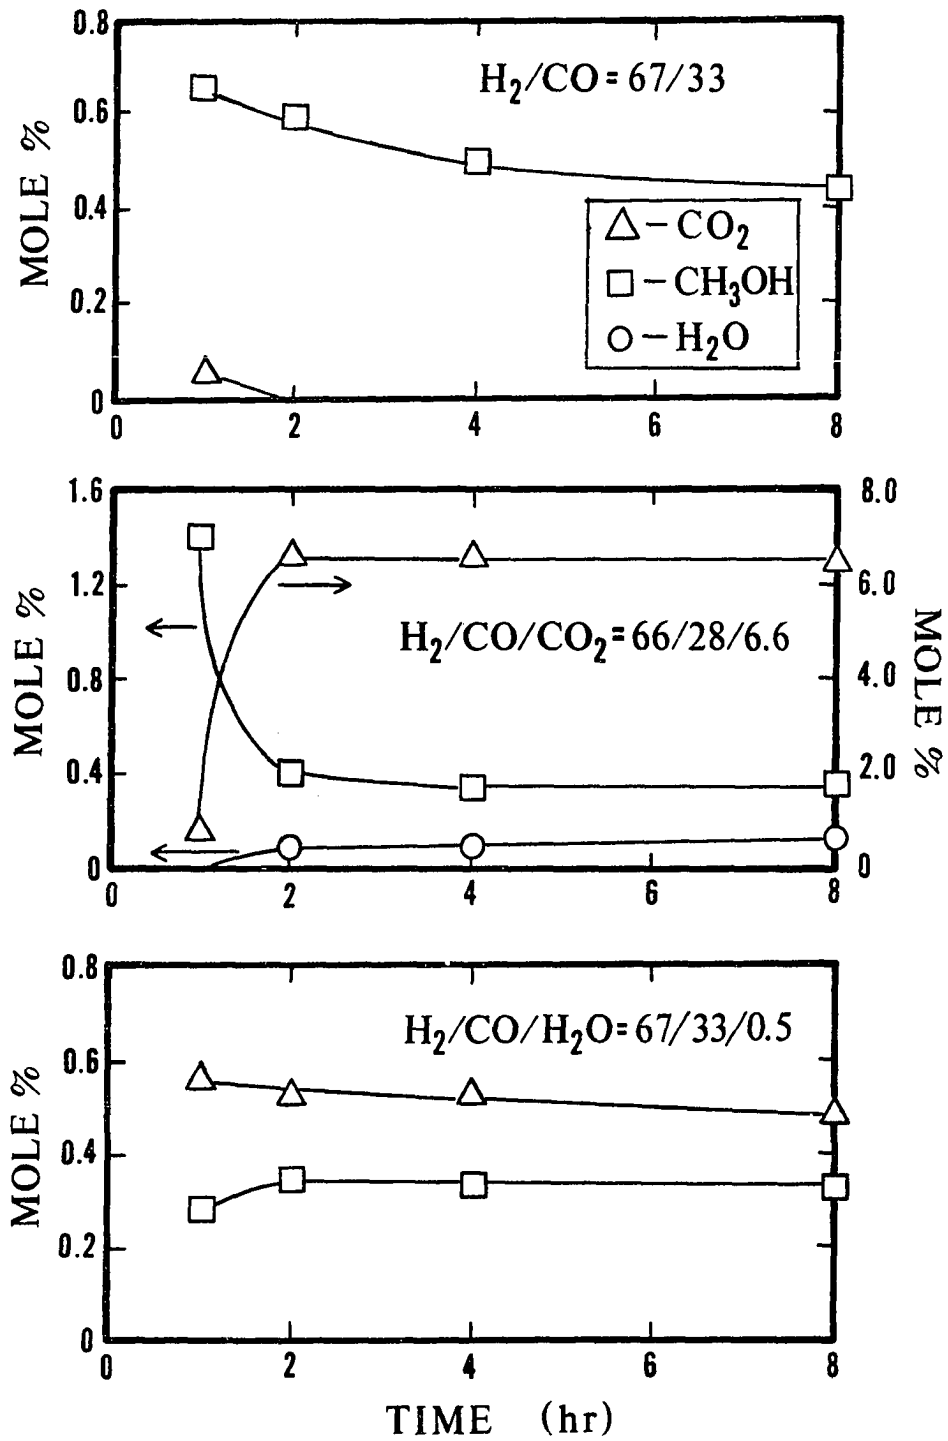 0.8
H₂/CO = 67/33
0.6
MOLE %
0.4
△ – CO₂
□ – CH₃OH
0.2
○ – H₂O
0
0 2 4 6 8
1.6 8.0
1.2 6.0
H₂/CO/CO₂ = 66/28/6.6
MOLE % MOLE %
0.8 4.0
0.4 2.0
0 0
0 2 4 6 8
0.8
H₂/CO/H₂O = 67/33/0.5
0.6
MOLE %
0.4
0.2
0
0 2 4 6 8
TIME (hr)